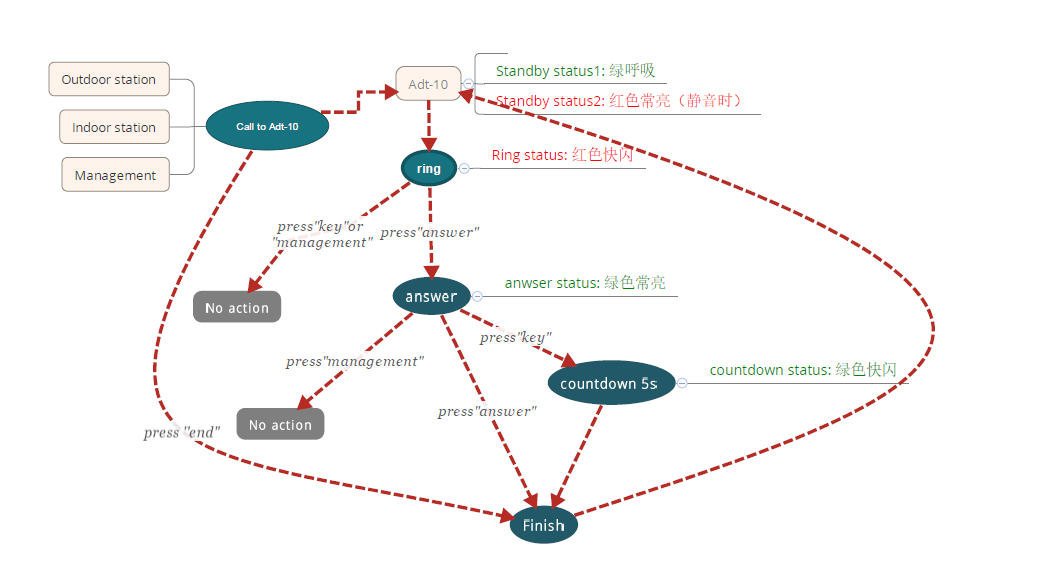 Outdoor station
Indoor station
Management
Call to Adt-10
Adt-10
Standby status1: 绿呼吸
Standby status2: 红色常亮（静音时）
ring
Ring status: 红色快闪
press"key"or
"management"
press"answer"
No action
answer
anwser status: 绿色常亮
press"management"
press"key"
No action
countdown 5s
countdown status: 绿色快闪
press"answer"
press "end"
Finish